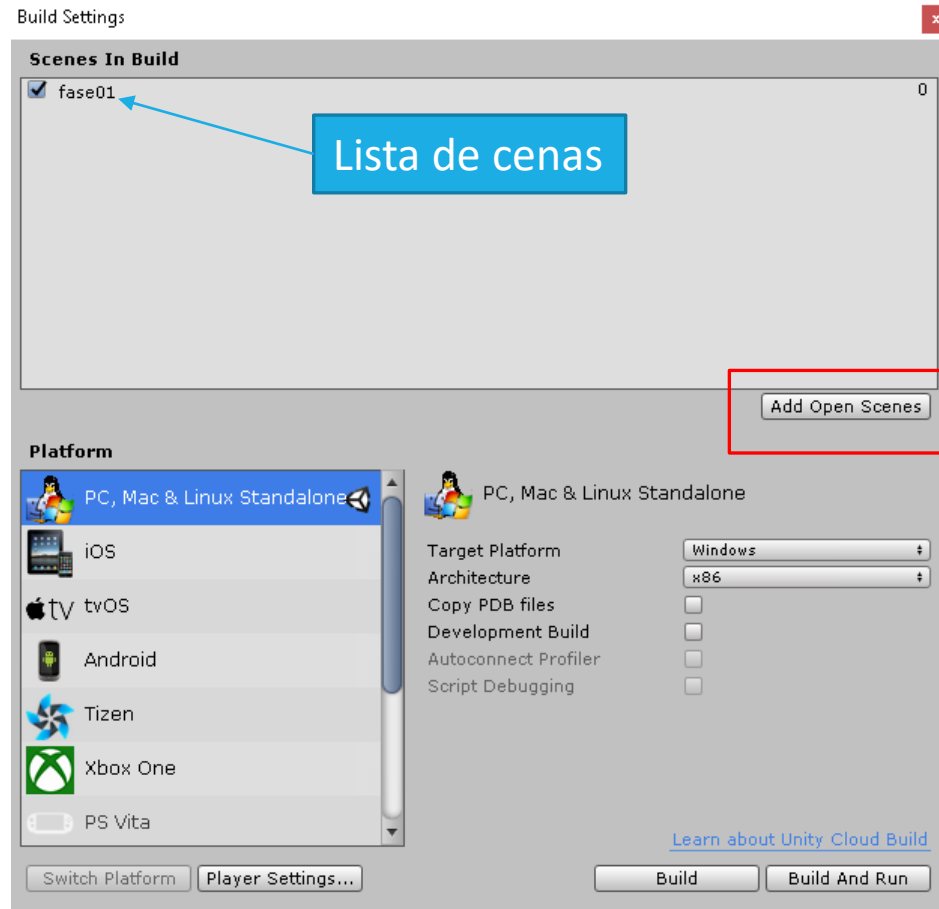 Build Settings
x
Scenes In Build
fase01 0
Lista de cenas
Add Open Scenes
Platform
PC, Mac & Linux Standalone
iOS
tv tvOS
Android
Tizen
Xbox One
PS Vita
PC, Mac & Linux Standalone
Target Platform Windows
Architecture x86
Copy PDB files
Development Build
Autoconnect Profiler
Script Debugging
Learn about Unity Cloud Build
Switch Platform Player Settings... Build Build And Run